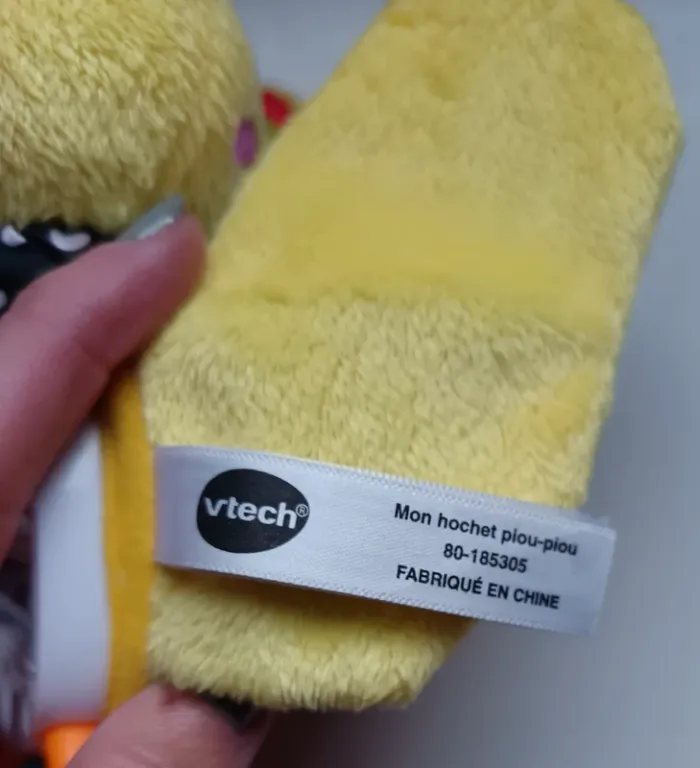 vtech®
Mon hochet piou-piou
80-185305
FABRIQUÉ EN CHINE